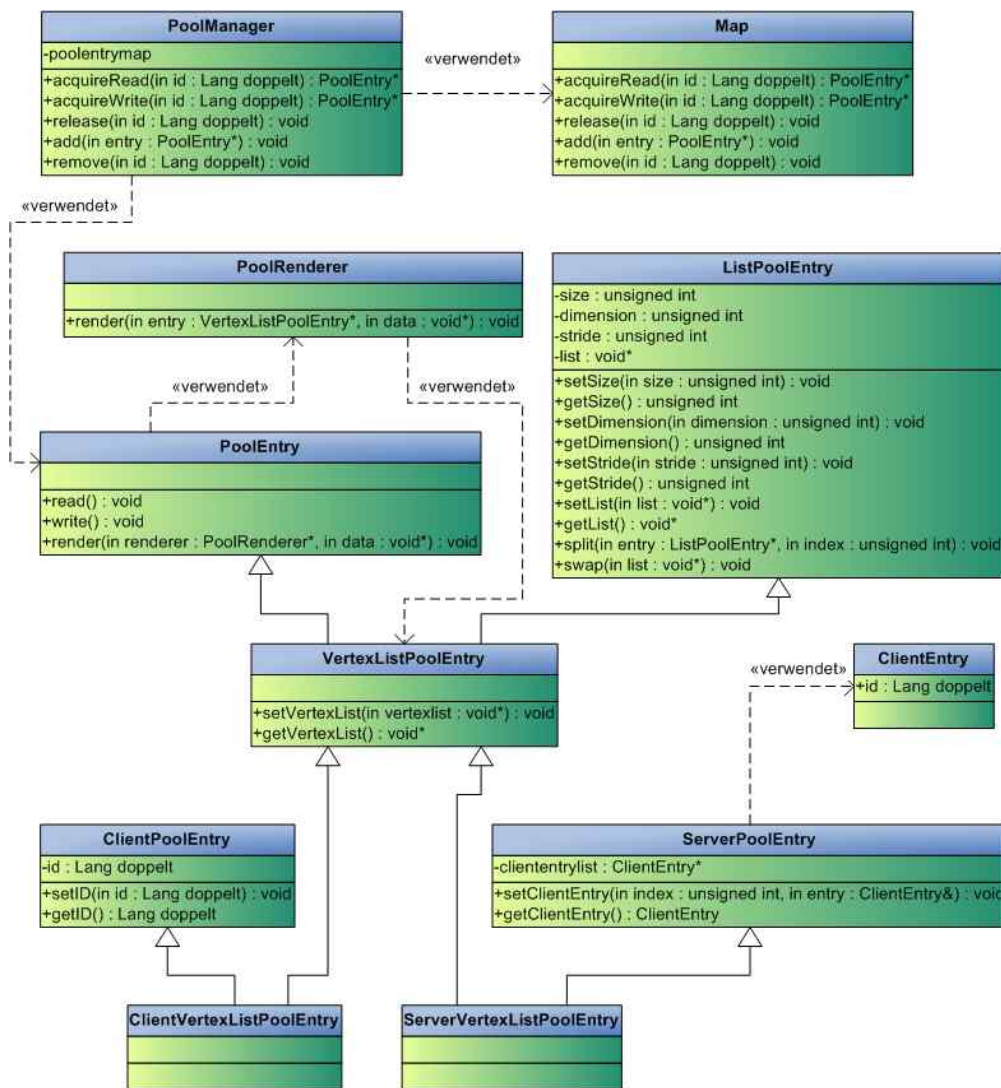 PoolManager
-poolentrymap
+acquireRead(in id : Lang doppelt) : PoolEntry*
+acquireWrite(in id : Lang doppelt) : PoolEntry*
+release(in id : Lang doppelt) : void
+add(in entry : PoolEntry*) : void
+remove(in id : Lang doppelt) : void
«verwendet»
Map
+acquireRead(in id : Lang doppelt) : PoolEntry*
+acquireWrite(in id : Lang doppelt) : PoolEntry*
+release(in id : Lang doppelt) : void
+add(in entry : PoolEntry*) : void
+remove(in id : Lang doppelt) : void
«verwendet»
PoolRenderer
+render(in entry : VertexListPoolEntry*, in data : void*) : void
«verwendet»
«verwendet»
ListPoolEntry
-size : unsigned int
-dimension : unsigned int
-stride : unsigned int
-list : void*
+setSize(in size : unsigned int) : void
+getSize() : unsigned int
+setDimension(in dimension : unsigned int) : void
+getDimension() : unsigned int
+setStride(in stride : unsigned int) : void
+getStride() : unsigned int
+setList(in list : void*) : void
+getList() : void*
+split(in entry : ListPoolEntry*, in index : unsigned int) : void
+swap(in list : void*) : void
PoolEntry
+read() : void
+write() : void
+render(in renderer : PoolRenderer*, in data : void*) : void
VertexListPoolEntry
+setVertexList(in vertexlist : void*) : void
+getVertexList() : void*
«verwendet»
ClientEntry
+id : Lang doppelt
ClientPoolEntry
-id : Lang doppelt
+setID(in id : Lang doppelt) : void
+getID() : Lang doppelt
ServerPoolEntry
-cliententrylist : ClientEntry*
+setClientEntry(in index : unsigned int, in entry : ClientEntry&) : void
+getClientEntry() : ClientEntry
ClientVertexListPoolEntry
ServerVertexListPoolEntry